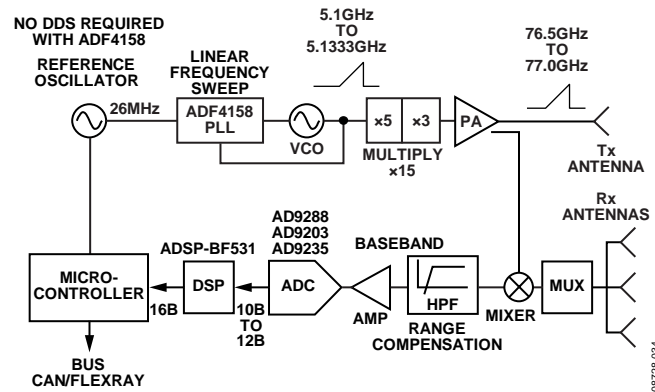 NO DDS REQUIRED
WITH ADF4158
REFERENCE
OSCILLATOR
26MHz
LINEAR
FREQUENCY
SWEEP
ADF4158
PLL
VCO
5.1GHz
TO
5.1333GHz
×5
×3
MULTIPLY
×15
PA
76.5GHz
TO
77.0GHz
Tx
ANTENNA
Rx
ANTENNAS
MICRO-
CONTROLLER
16B
BUS
CAN/FLEXRAY
ADSP-BF531
DSP
10B
TO
12B
AD9288
AD9203
AD9235
ADC
AMP
BASEBAND
HPF
RANGE
COMPENSATION
MIXER
MUX
08728-034